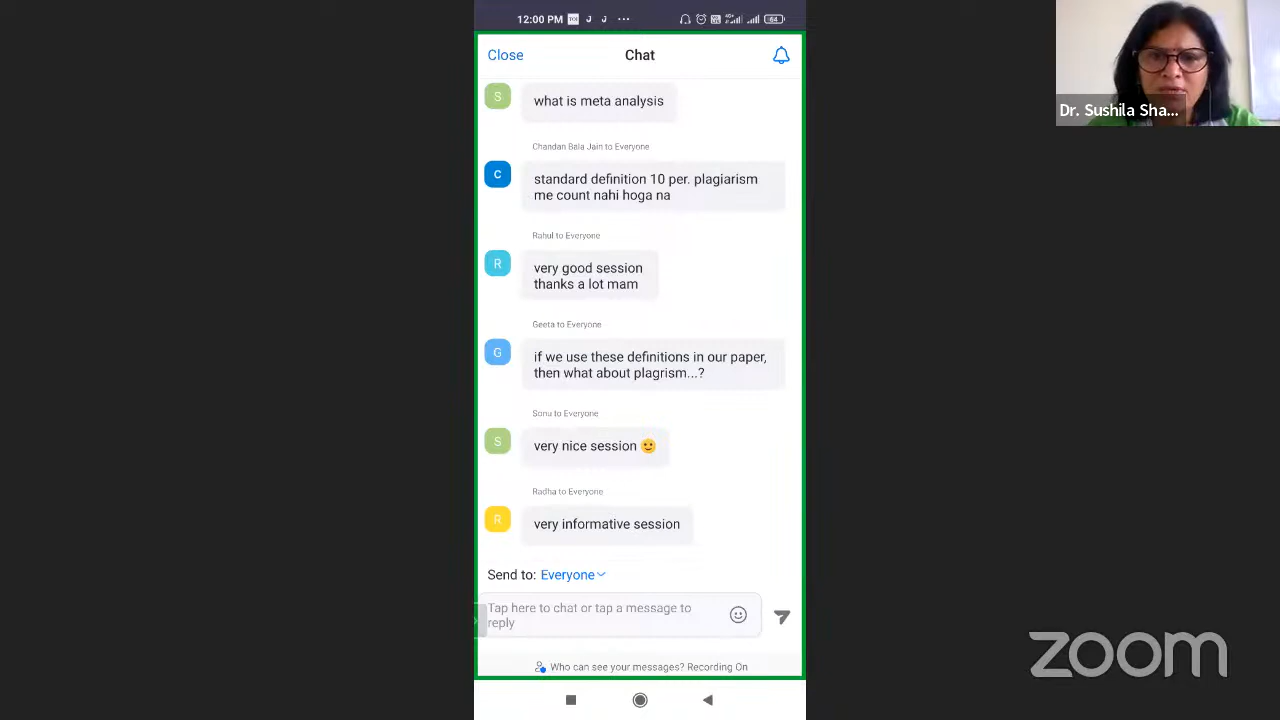 12:00 PM
64
Close
Chat
S
what is meta analysis
Chandan Bala Jain to Everyone
C
standard definition 10 per. plagiarism
me count nahi hoga na
Rahul to Everyone
R
very good session
thanks a lot mam
Geeta to Everyone
G
if we use these definitions in our paper,
then what about plagrism...?
Sonu to Everyone
S
very nice session 🙂
Radha to Everyone
R
very informative session
Send to: Everyone
Tap here to chat or tap a message to
reply
Who can see your messages? Recording On
Dr. Sushila Sha...
zoom